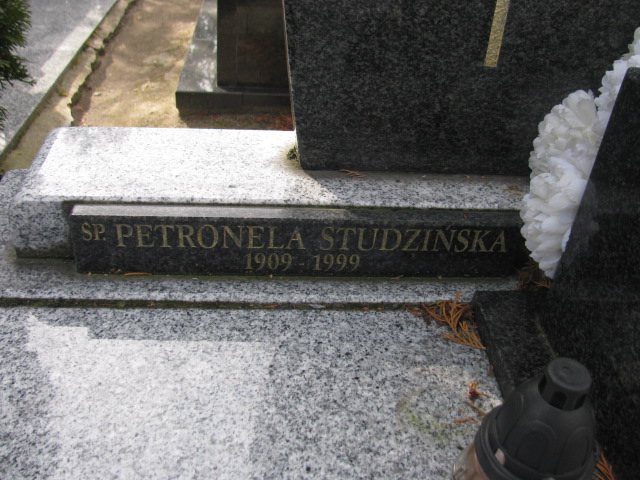 SP. PETRONELA STUDZIŃSKA
1909 - 1999